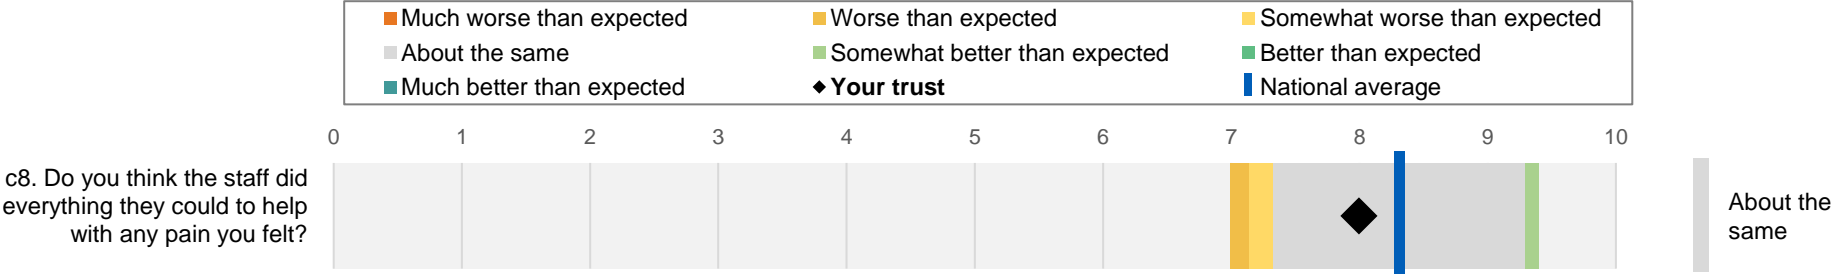 Much worse than expected Worse than expected Somewhat worse than expected
About the same Somewhat better than expected Better than expected
Much better than expected Your trust National average
0 1 2 3 4 5 6 7 8 9 10
c8. Do you think the staff did
everything they could to help
with any pain you felt?
About the
same